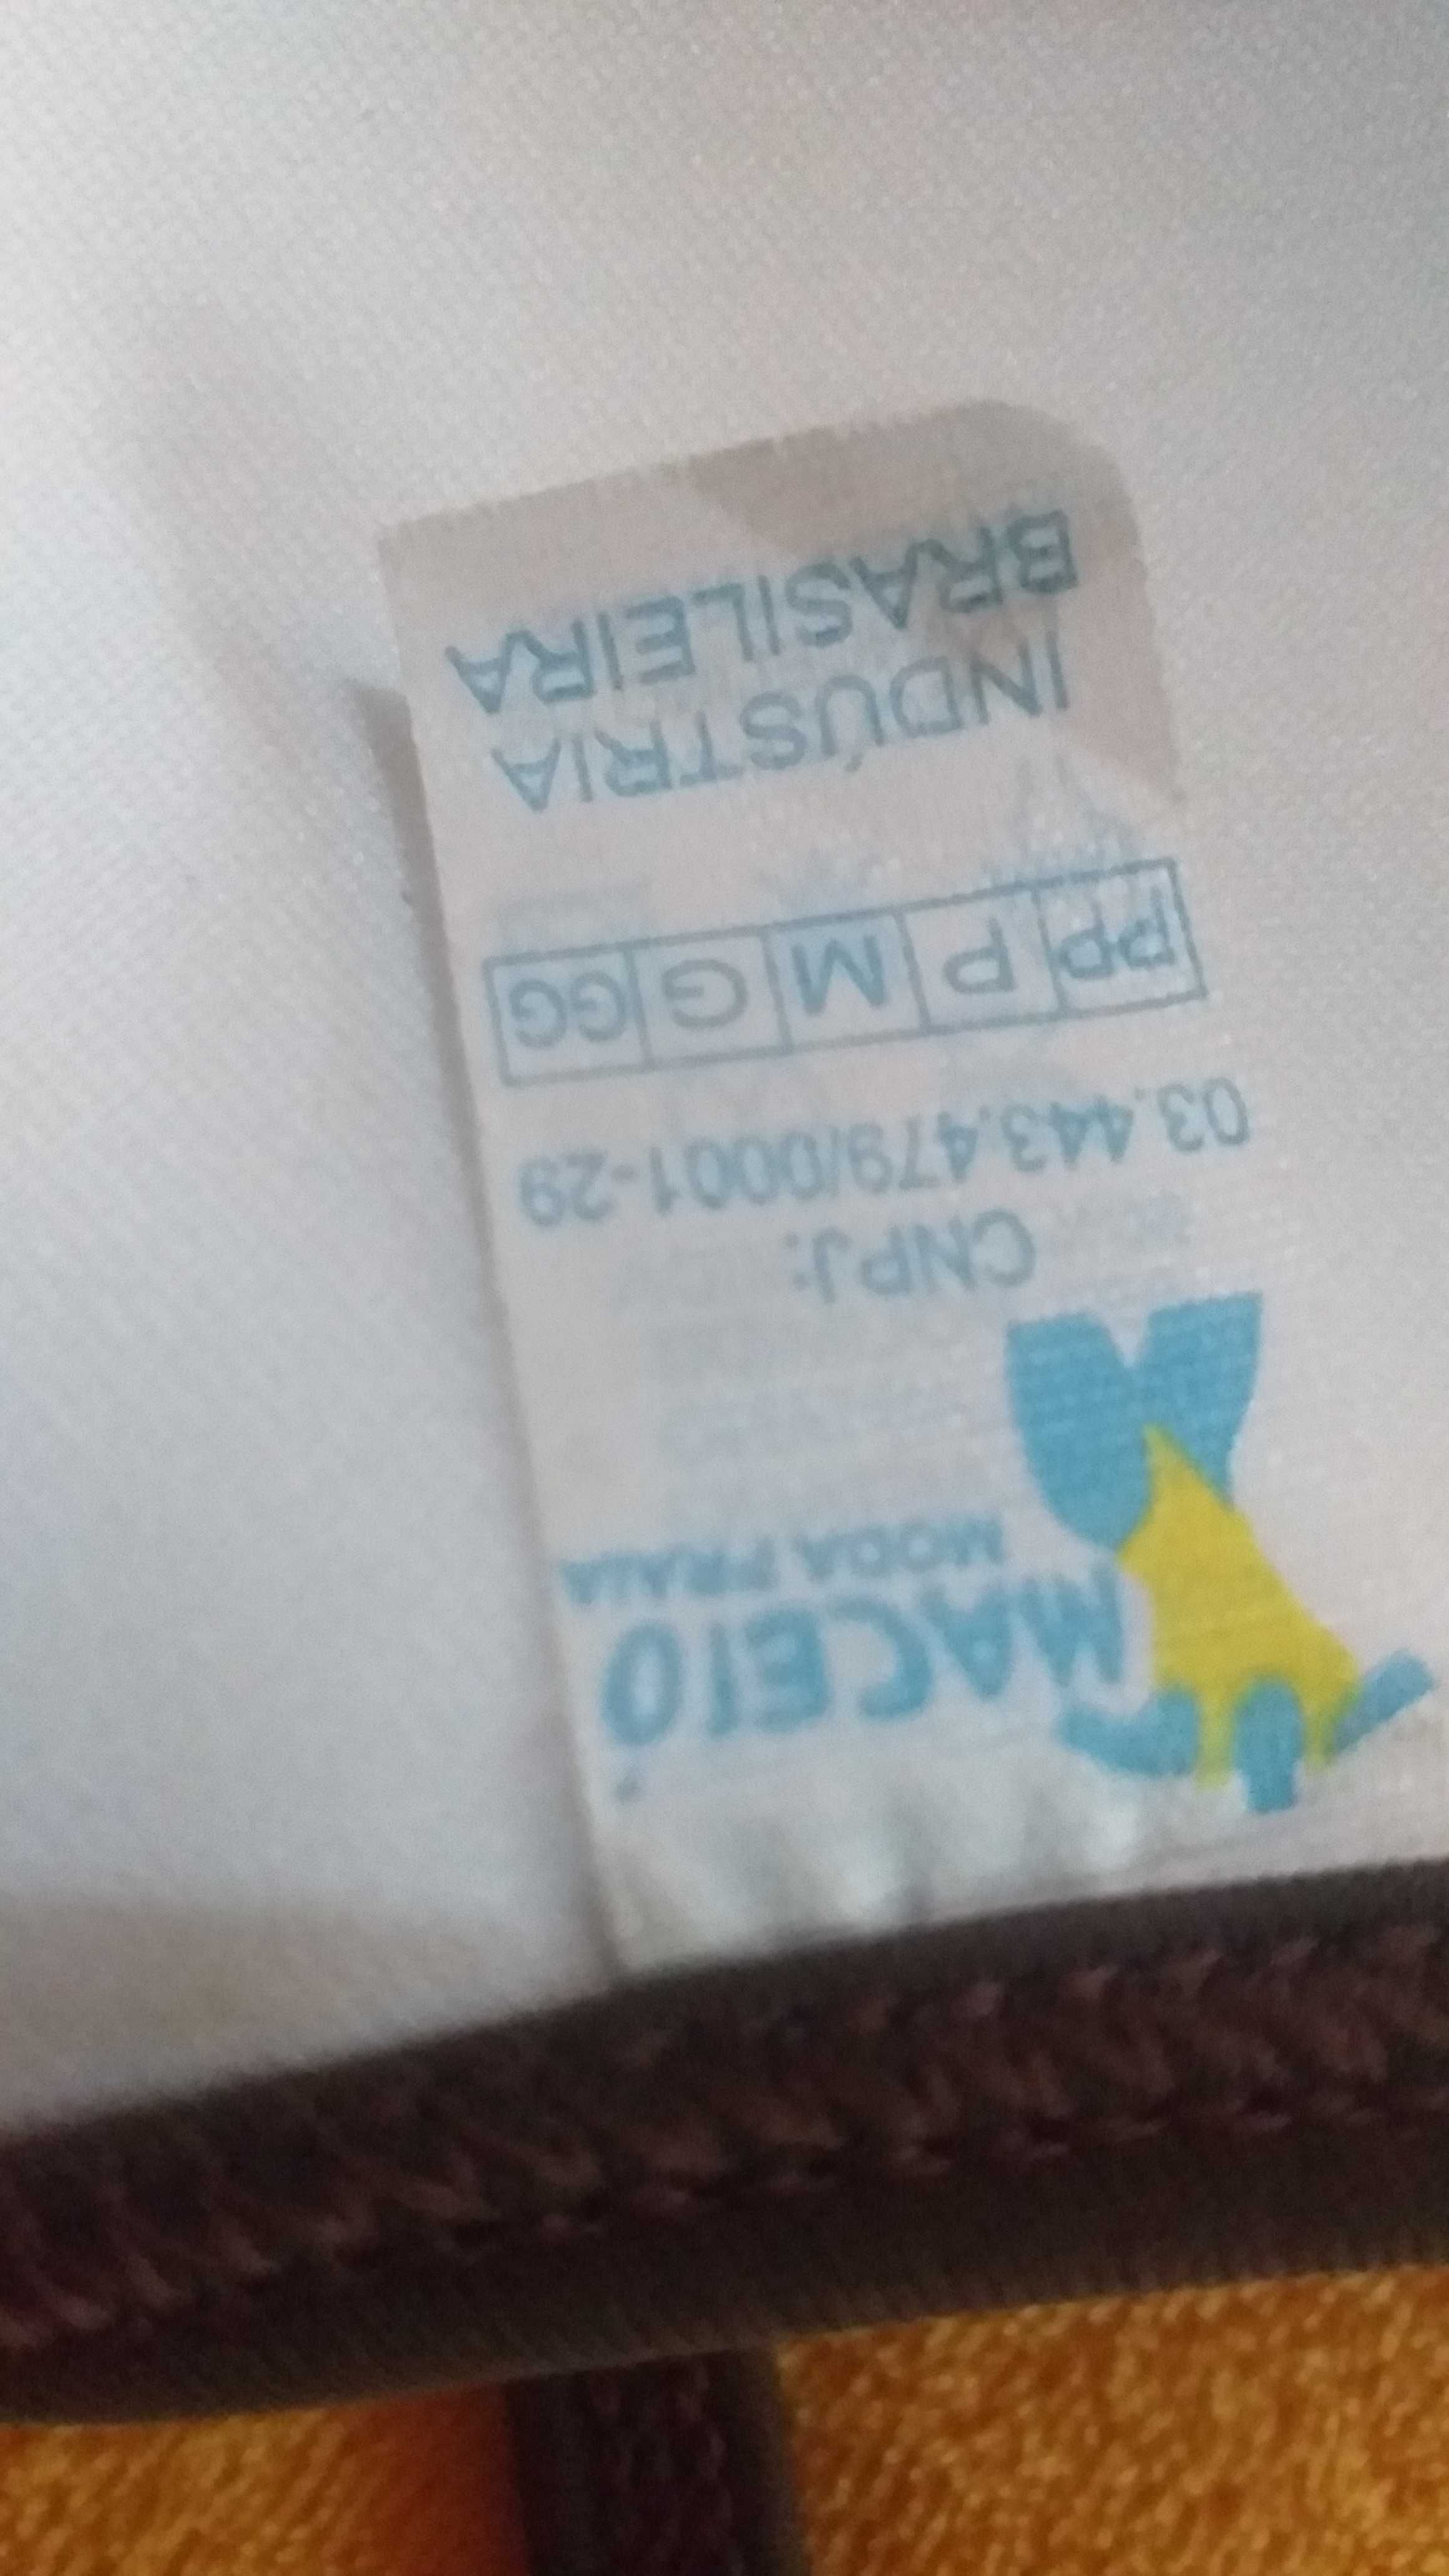 MACEIÓ
MODA PRAIA
CNPJ:
03.443.479/0001-29
PP P M G GG
INDÚSTRIA
BRASILEIRA